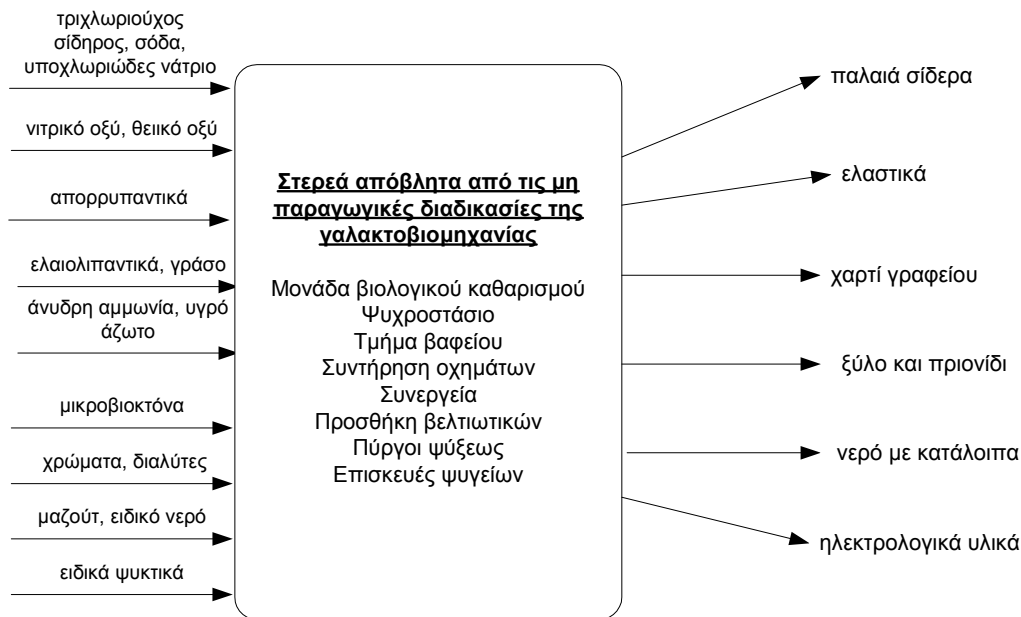 τριχλωριούχος
σίδηρος, σόδα,
υποχλωριώδες νάτριο
νιτρικό οξύ, θειικό οξύ
απορρυπαντικά
ελαιολιπαντικά, γράσο
άνυδρη αμμωνία, υγρό
άζωτο
μικροβιοκτόνα
χρώματα, διαλύτες
μαζούτ, ειδικό νερό
ειδικά ψυκτικά
Στερεά απόβλητα από τις μη
παραγωγικές διαδικασίες της
γαλακτοβιομηχανίας
Μονάδα βιολογικού καθαρισμού
Ψυχροστάσιο
Τμήμα βαφείου
Συντήρηση οχημάτων
Συνεργεία
Προσθήκη βελτιωτικών
Πύργοι ψύξεως
Επισκευές ψυγείων
παλαιά σίδερα
ελαστικά
χαρτί γραφείου
ξύλο και πριονίδι
νερό με κατάλοιπα
ηλεκτρολογικά υλικά